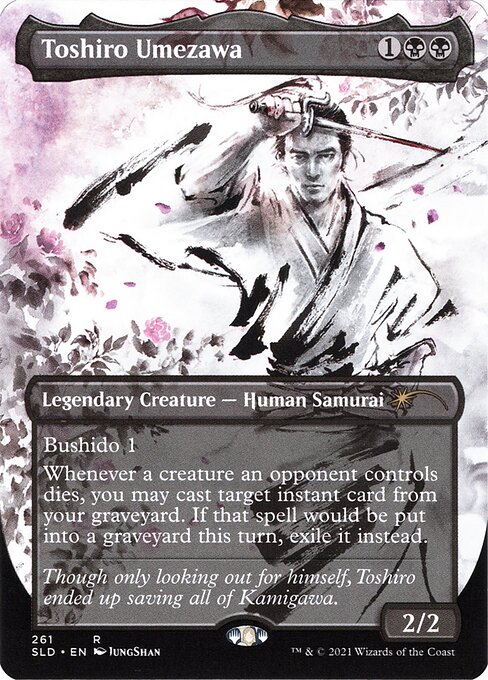 Toshiro Umezawa 1
Legendary Creature — Human Samurai
Bushido 1
Whenever a creature an opponent controls
dies, you may cast target instant card from
your graveyard. If that spell would be put
into a graveyard this turn, exile it instead.
Though only looking out for himself, Toshiro
ended up saving all of Kamigawa.
2/2
261 R
SLD • EN JungShan
™ & © 2021 Wizards of the Coast